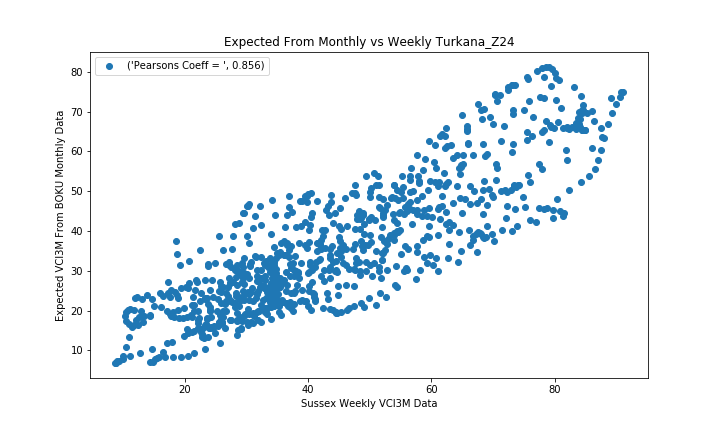 Expected From Monthly vs Weekly Turkana_Z24
('Pearsons Coeff = ', 0.856)
Expected VCI3M From BOKU Monthly Data
80
70
60
50
40
30
20
10
20 40 60 80
Sussex Weekly VCI3M Data